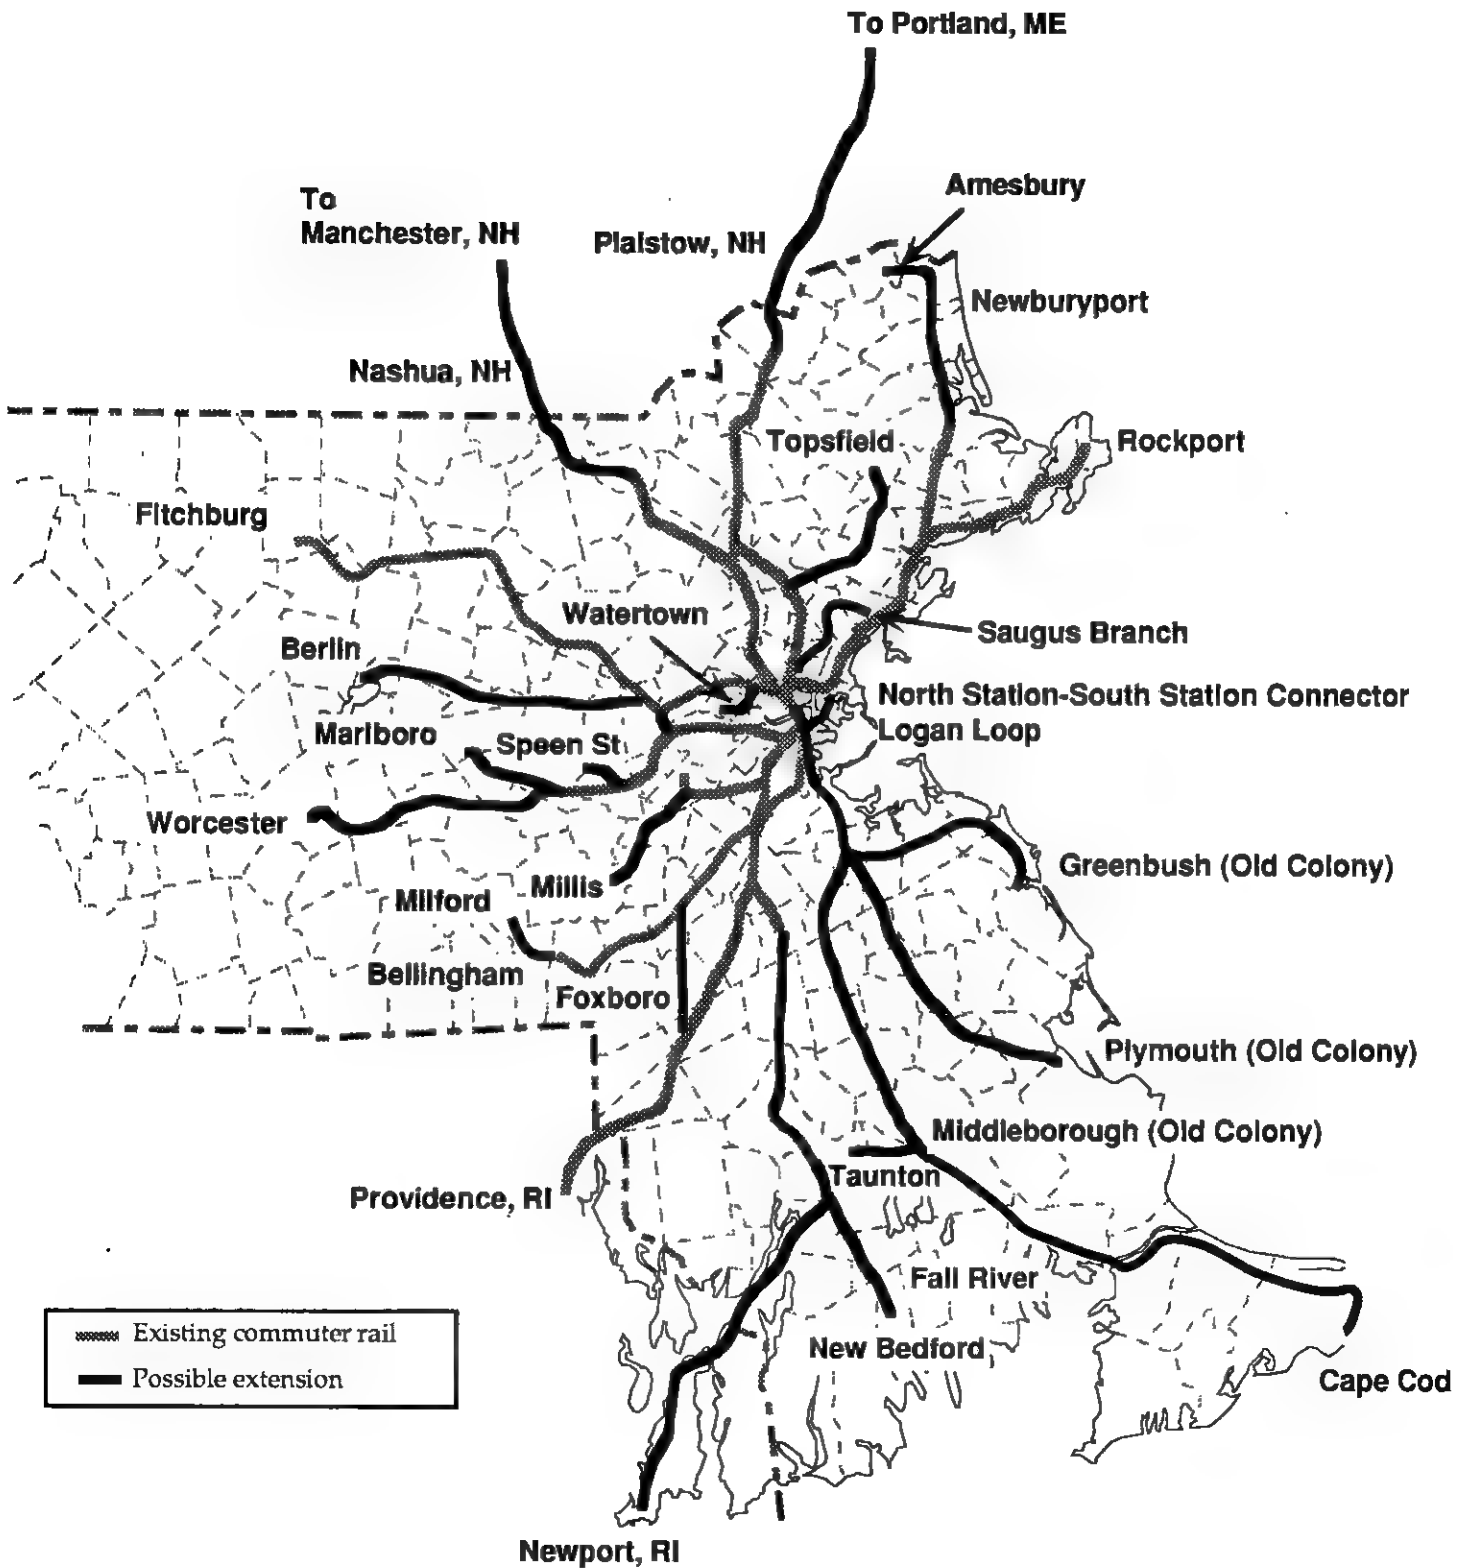 To Portland, ME
Amesbury
To
Manchester, NH
Plaistow, NH
Newburyport
Nashua, NH
Topsfield
Rockport
Fitchburg
Watertown
Saugus Branch
Berlin
North Station-South Station Connector
Logan Loop
Marlboro
Speen St
Worcester
Greenbush (Old Colony)
Millis
Milford
Bellingham
Foxboro
Plymouth (Old Colony)
Middleborough (Old Colony)
Taunton
Providence, RI
Fall River
Existing commuter rail
Possible extension
New Bedford
Cape Cod
Newport, RI